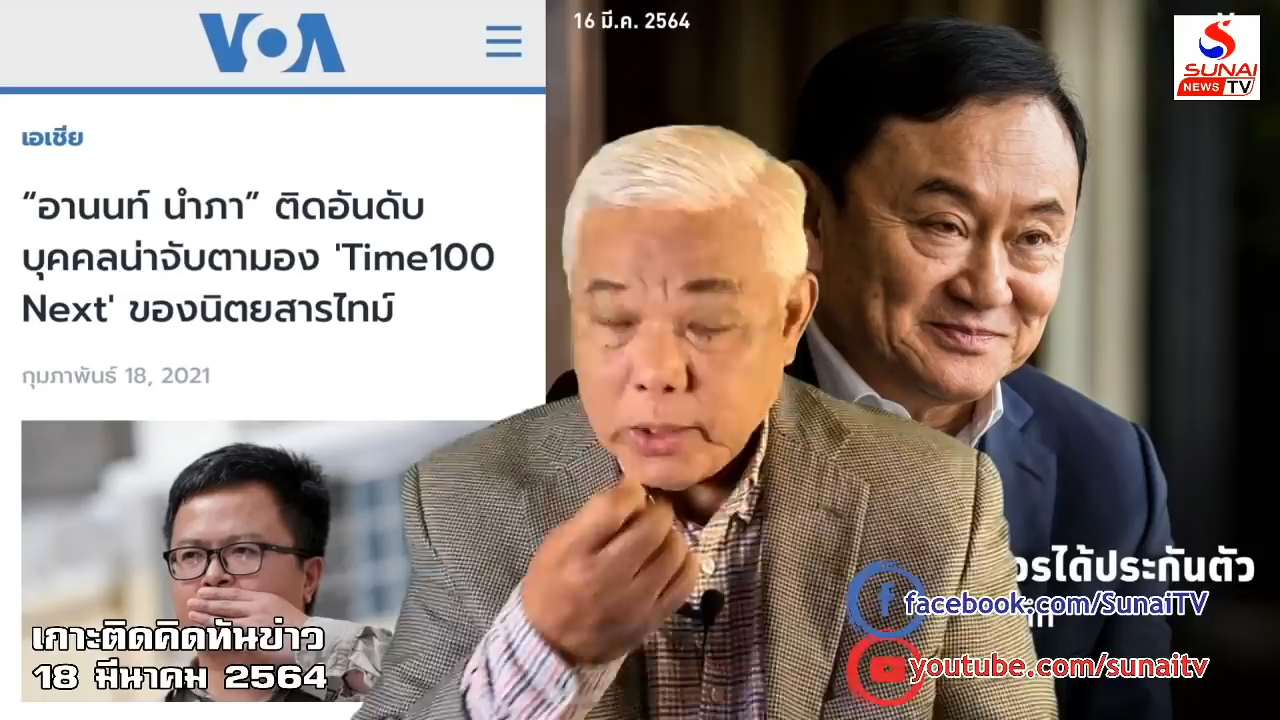 VOA
เอเชีย
“อานนท์ นำภา” ติดอันดับ
บุคคลน่าจับตามอง 'Time100
Next' ของนิตยสารไทม์
กุมภาพันธ์ 18, 2021
เกาะติดคิดทันข่าว
18 มีนาคม 2564
16 มี.ค. 2564
SUNAI
NEWS TV
วรได้ประกันตัว
facebook.com/SunaiTV
youtube.com/sunaitv